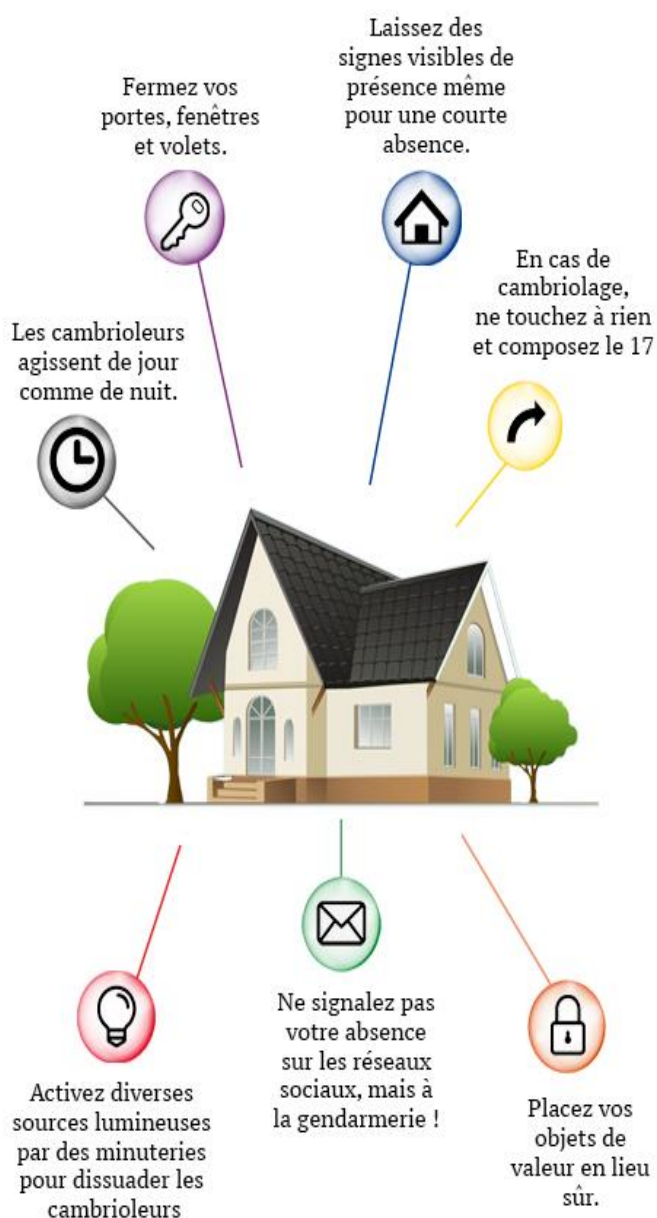 Laissez des
signes visibles de
présence même
pour une courte
absence.
Fermez vos
portes, fenêtres
et volets.
En cas de
cambriolage,
ne touchez à rien
et composez le 17
Les cambrioleurs
agissent de jour
comme de nuit.
Ne signalez pas
votre absence
sur les réseaux
sociaux, mais à
la gendarmerie !
Activez diverses
sources lumineuses
par des minuteries
pour dissuader les
cambrioleurs
Placez vos
objets de
valeur en lieu
sûr.